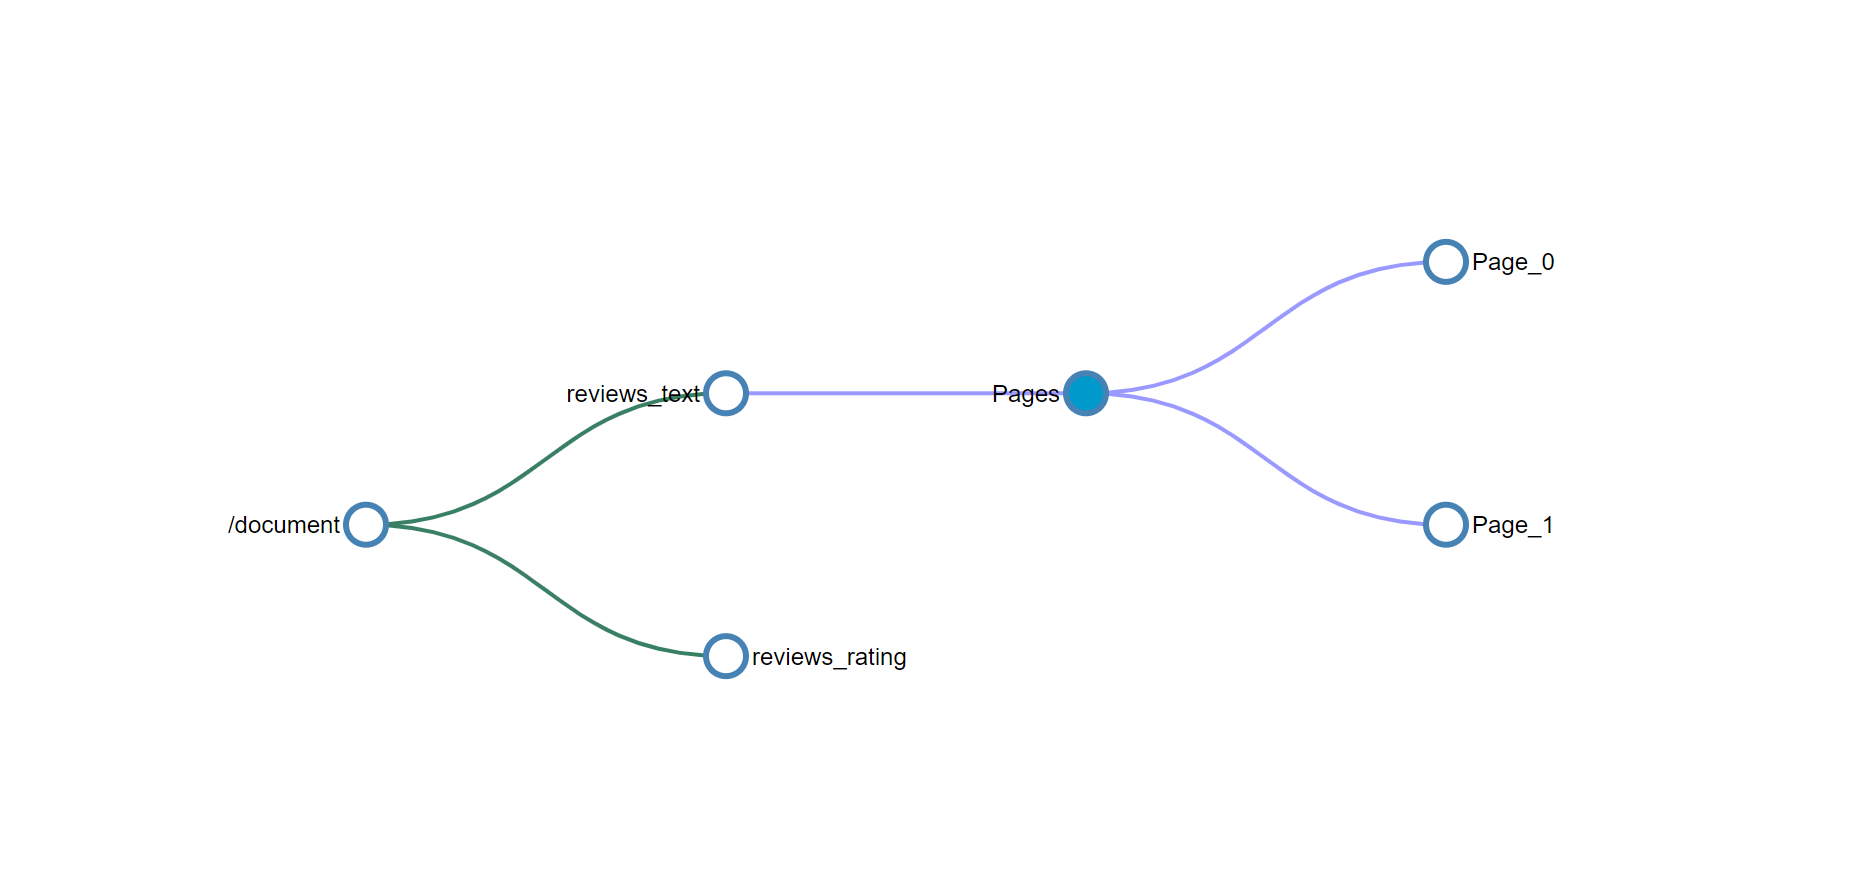 Page_0
reviews_text
Pages
/document
Page_1
reviews_rating